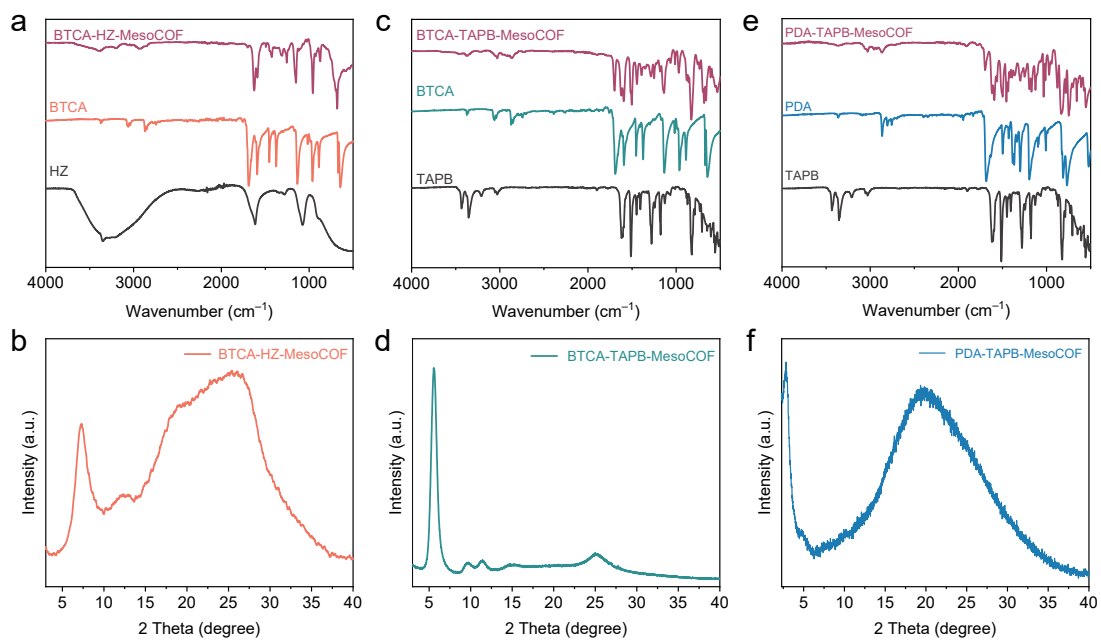 a
BTCA-HZ-MesoCOF
BTCA
HZ
4000 3000 2000 1000
Wavenumber (cm⁻¹)
c
BTCA-TAPB-MesoCOF
BTCA
TAPB
4000 3000 2000 1000
Wavenumber (cm⁻¹)
e
PDA-TAPB-MesoCOF
PDA
TAPB
4000 3000 2000 1000
Wavenumber (cm⁻¹)
b
BTCA-HZ-MesoCOF
Intensity (a.u.)
5 10 15 20 25 30 35 40
2 Theta (degree)
d
BTCA-TAPB-MesoCOF
Intensity (a.u.)
5 10 15 20 25 30 35 40
2 Theta (degree)
f
PDA-TAPB-MesoCOF
Intensity (a.u.)
5 10 15 20 25 30 35 40
2 Theta (degree)